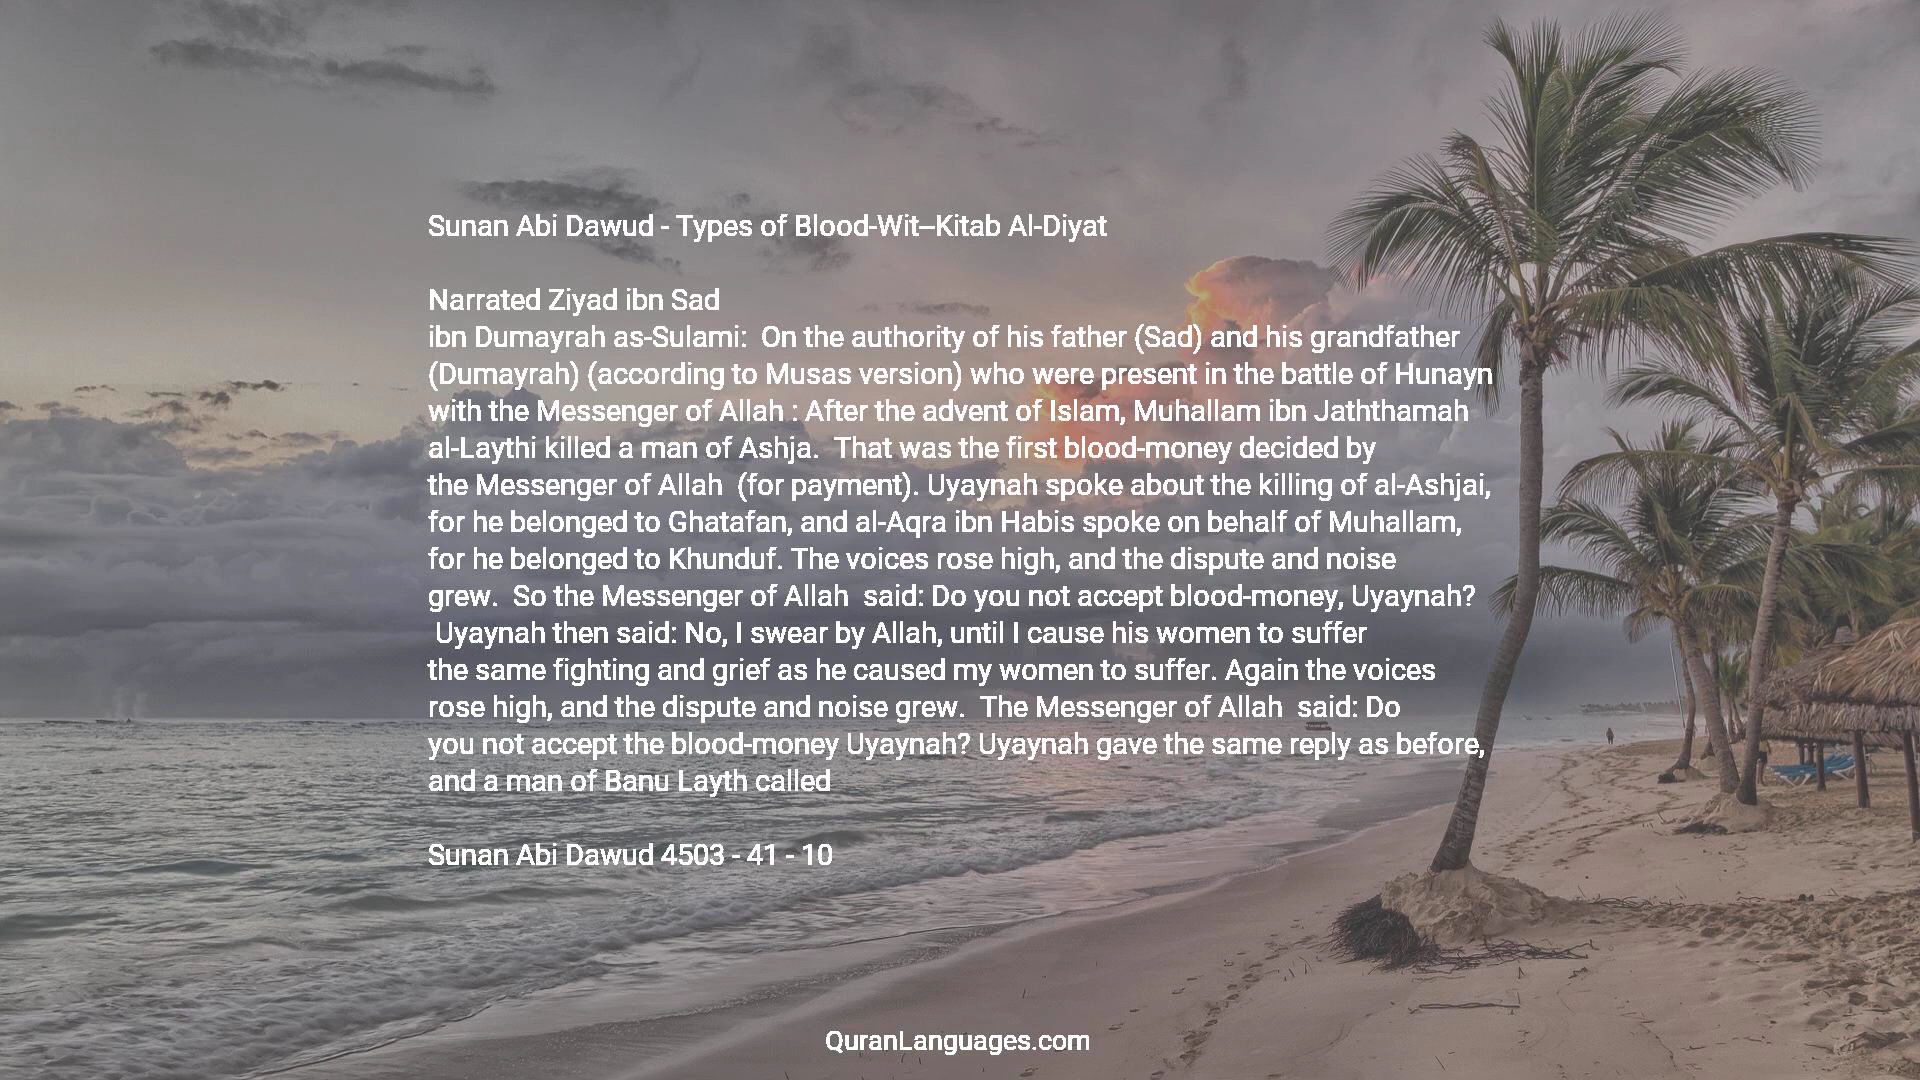 Sunan Abi Dawud - Types of Blood-Wit–Kitab Al-Diyat
Narrated Ziyad ibn Sad
ibn Dumayrah as-Sulami:  On the authority of his father (Sad) and his grandfather
(Dumayrah) (according to Musas version) who were present in the battle of Hunayn
with the Messenger of Allah : After the advent of Islam, Muhallam ibn Jaththamah
al-Laythi killed a man of Ashja.  That was the first blood-money decided by
the Messenger of Allah  (for payment). Uyaynah spoke about the killing of al-Ashjai,
for he belonged to Ghatafan, and al-Aqra ibn Habis spoke on behalf of Muhallam,
for he belonged to Khunduf. The voices rose high, and the dispute and noise
grew.  So the Messenger of Allah  said: Do you not accept blood-money, Uyaynah?
Uyaynah then said: No, I swear by Allah, until I cause his women to suffer
the same fighting and grief as he caused my women to suffer. Again the voices
rose high, and the dispute and noise grew.  The Messenger of Allah  said: Do
you not accept the blood-money Uyaynah? Uyaynah gave the same reply as before,
and a man of Banu Layth called
Sunan Abi Dawud 4503 - 41 - 10
QuranLanguages.com